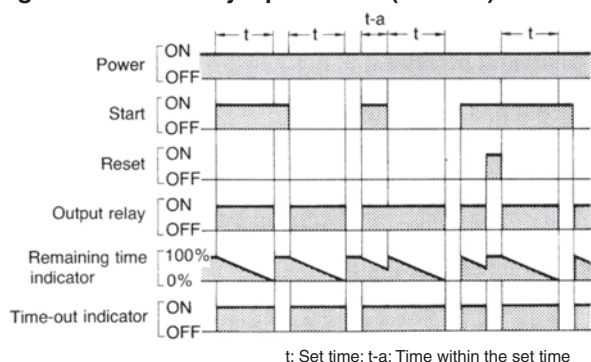 t-a
t t t t
Power ON
OFF
Start ON
OFF
Reset ON
OFF
Output relay ON
OFF
Remaining time indicator 100%
0%
Time-out indicator ON
OFF
t: Set time; t-a: Time within the set time